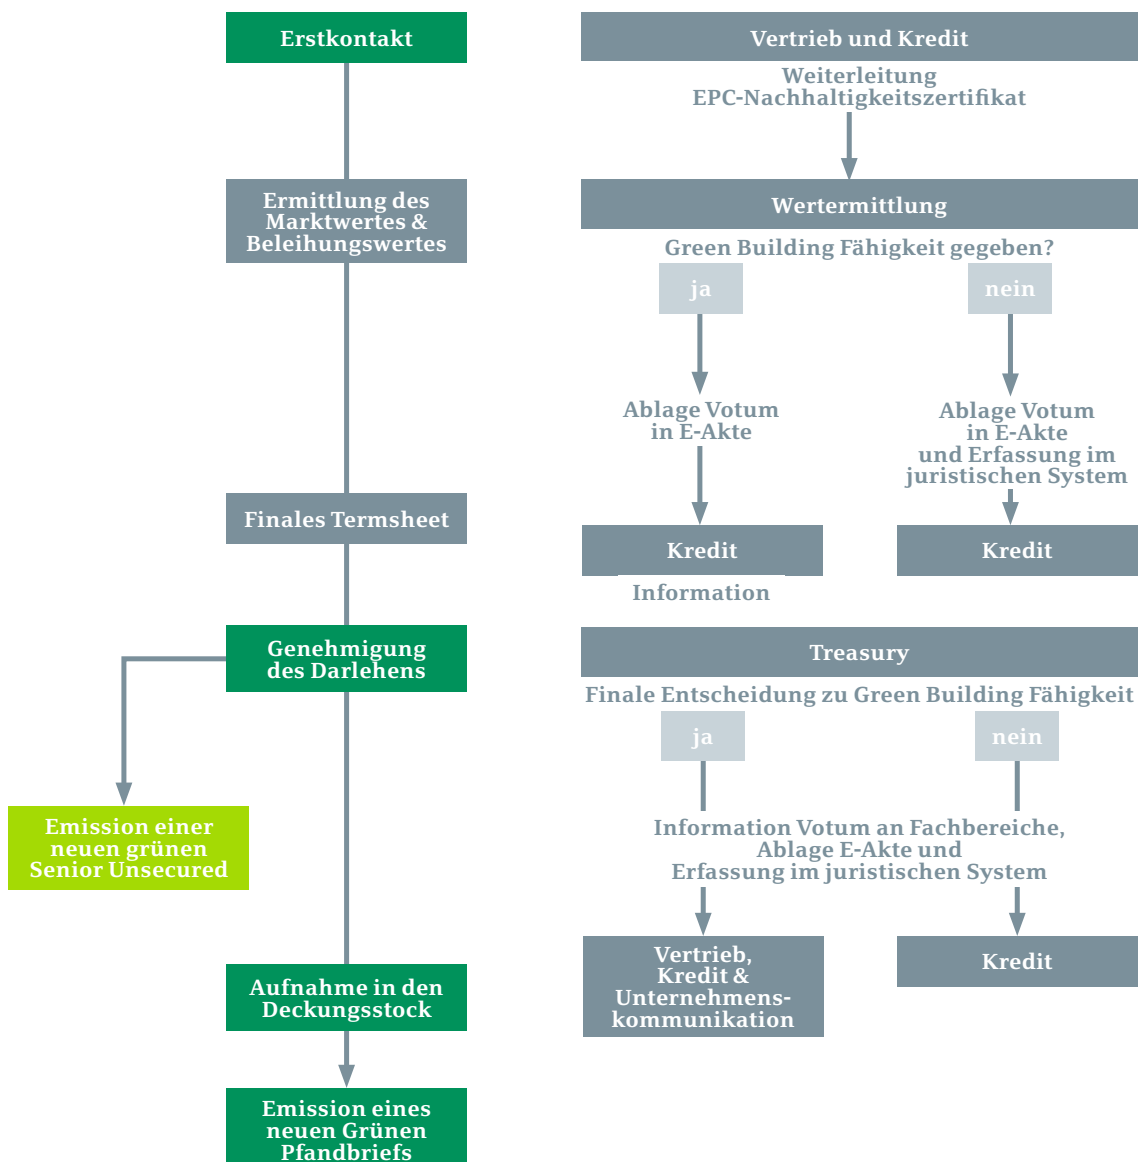 Erstkontakt
Ermittlung des
Marktwertes &
Beleihungswertes
Finales Termsheet
Genehmigung
des Darlehens
Emission einer
neuen grünen
Senior Unsecured
Aufnahme in den
Deckungsstock
Emission eines
neuen Grünen
Pfandbriefs
Vertrieb und Kredit
Weiterleitung
EPC-Nachhaltigkeitszertifikat
Wertermittlung
Green Building Fähigkeit gegeben?
ja
nein
Ablage Votum
in E-Akte
Ablage Votum
in E-Akte
und Erfassung im
juristischen System
Kredit
Kredit
Information
Treasury
Finale Entscheidung zu Green Building Fähigkeit
ja
nein
Information Votum an Fachbereiche,
Ablage E-Akte und
Erfassung im juristischen System
Vertrieb,
Kredit &
Unternehmens-
kommunikation
Kredit